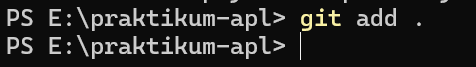 PS E:\praktikum-apl> git add .
PS E:\praktikum-apl>